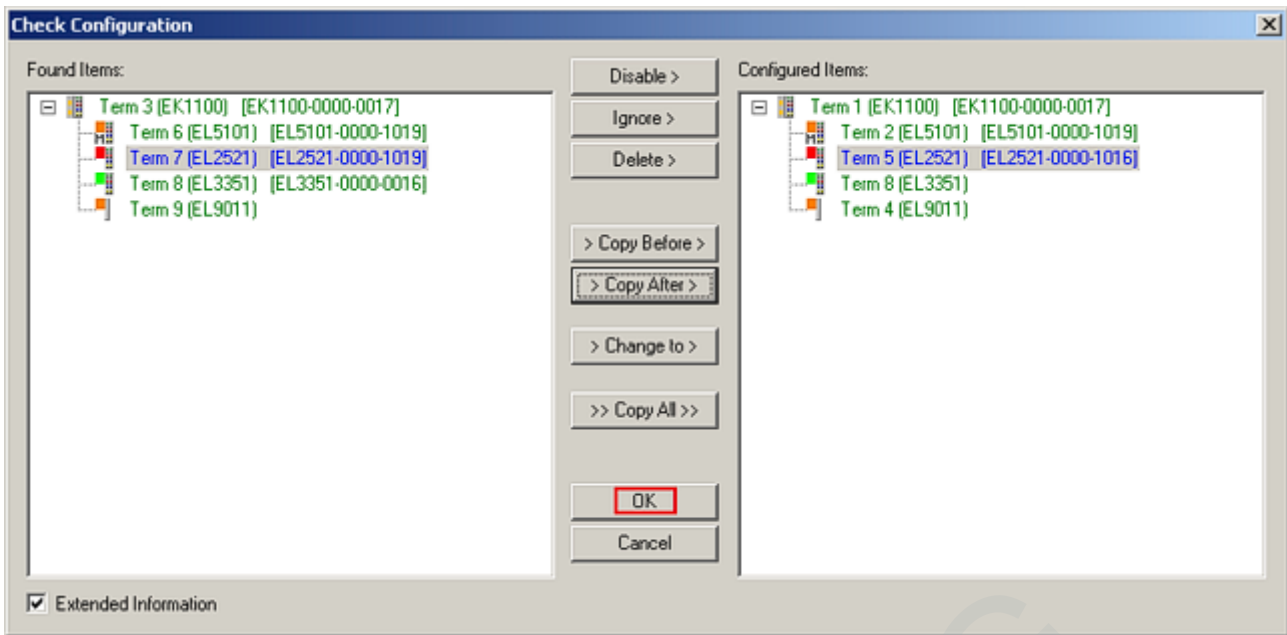 Check Configuration
Found Items:
Term 3 (EK1100) [EK1100-0000-0017]
Term 6 (EL5101) [EL5101-0000-1019]
Term 7 (EL2521) [EL2521-0000-1019]
Term 8 (EL3351) [EL3351-0000-0016]
Term 9 (EL9011)
Disable >
Ignore >
Delete >
> Copy Before >
> Copy After >
> Change to >
>> Copy All >>
OK
Cancel
Configured Items:
Term 1 (EK1100) [EK1100-0000-0017]
Term 2 (EL5101) [EL5101-0000-1019]
Term 5 (EL2521) [EL2521-0000-1016]
Term 8 (EL3351)
Term 4 (EL9011)
Extended Information